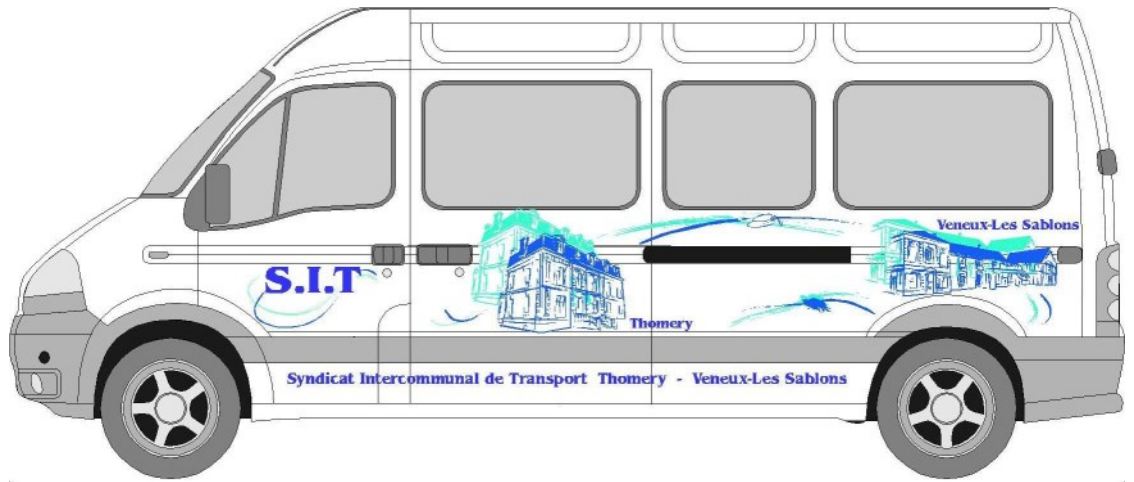 Veneux-Les Sablons
S.I.T
Thomery
Syndicat Intercommunal de Transport Thomery - Veneux-Les Sablons